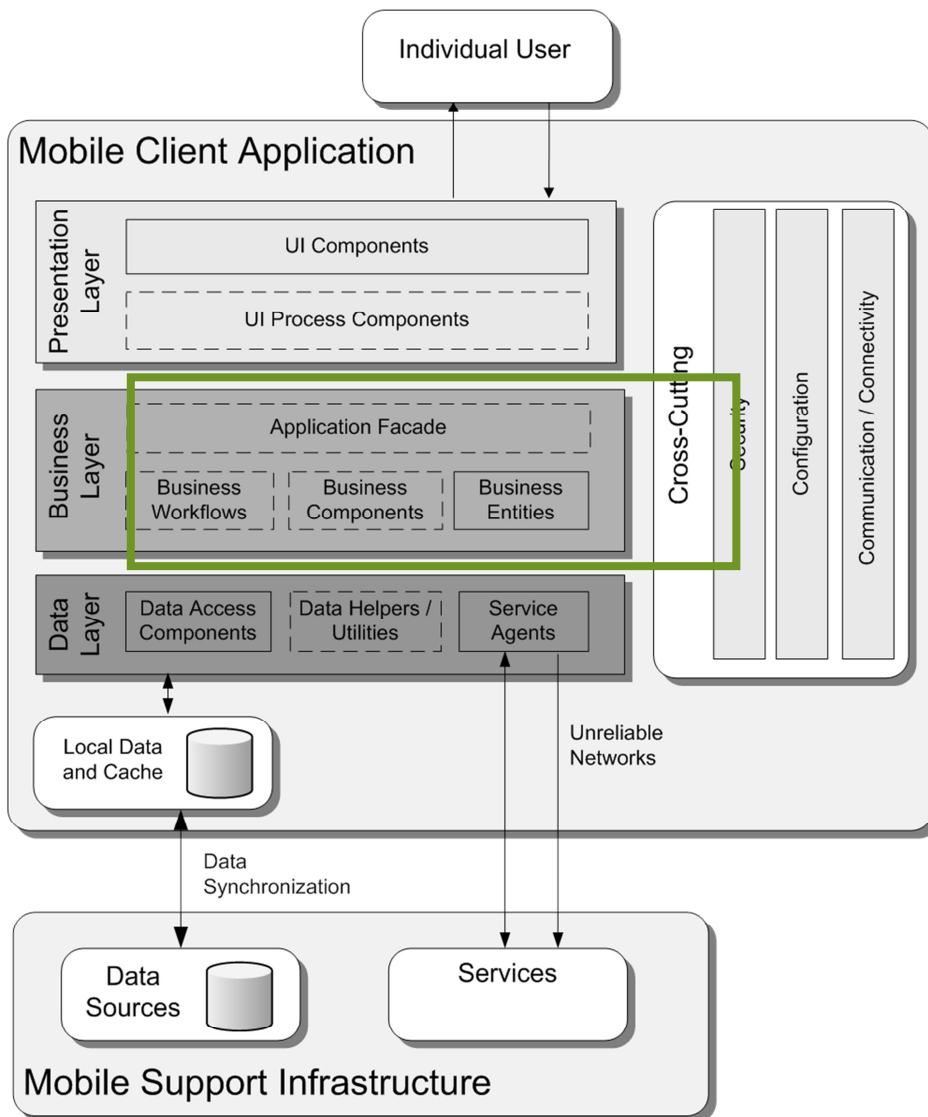 Individual User
Mobile Client Application
Presentation
Layer
UI Components
UI Process Components
Business
Layer
Application Facade
Business
Workflows
Business
Components
Business
Entities
Data
Layer
Data Access
Components
Data Helpers /
Utilities
Service
Agents
Cross-Cutting
Security
Configuration
Communication / Connectivity
Local Data
and Cache
Unreliable
Networks
Data
Synchronization
Data
Sources
Services
Mobile Support Infrastructure